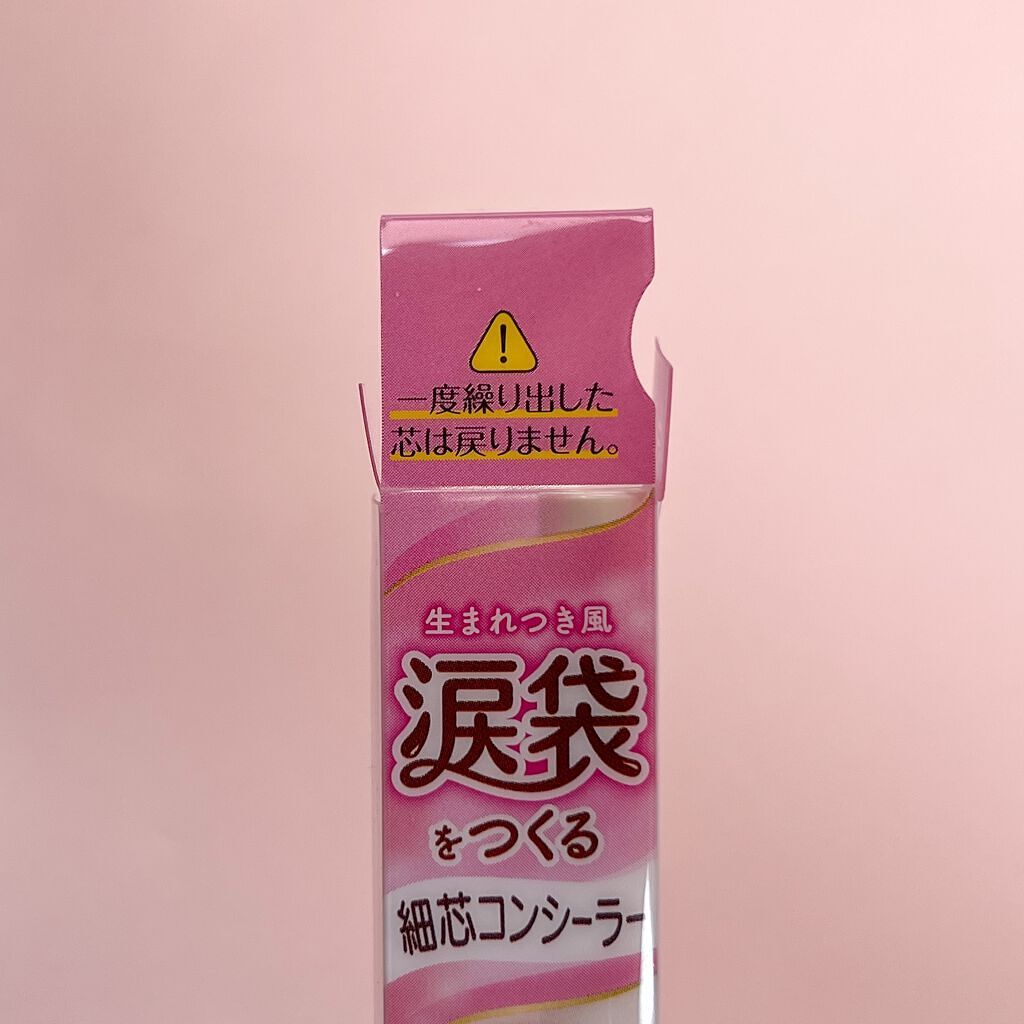 一度繰り出した
芯は戻りません。
生まれつき風
涙袋
をつくる
細芯コンシーラー